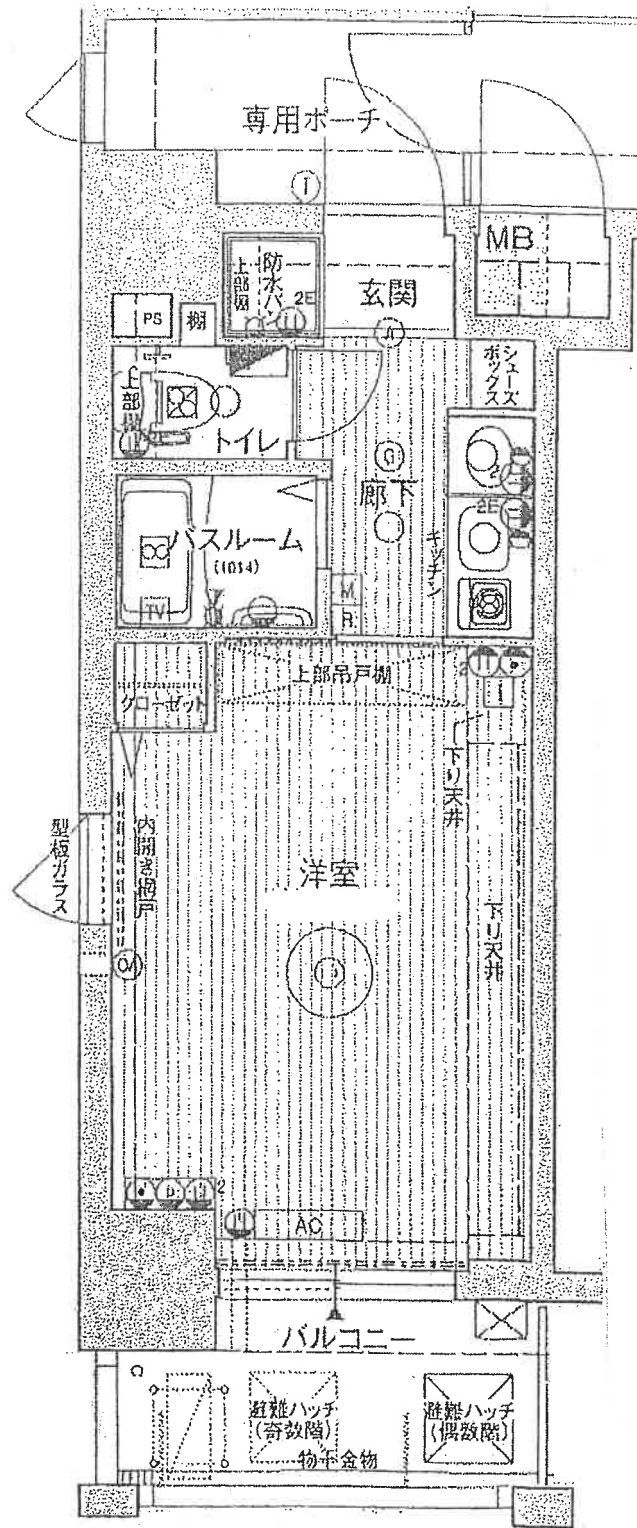 専用ポーチ
T
MB
防水パン
上部棚
2E
玄関
PS
棚
シューズ
ボックス
上部棚
トイレ
廊下
2
2E
キッチン
バスルーム
(1014)
TV
M
R
上部吊戸棚
2
クローゼット
下り天井
型板ガラス
内開き網戸
洋室
下り天井
2
AC
バルコニー
避難ハッチ
(奇数階)
避難ハッチ
(偶数階)
物干金物